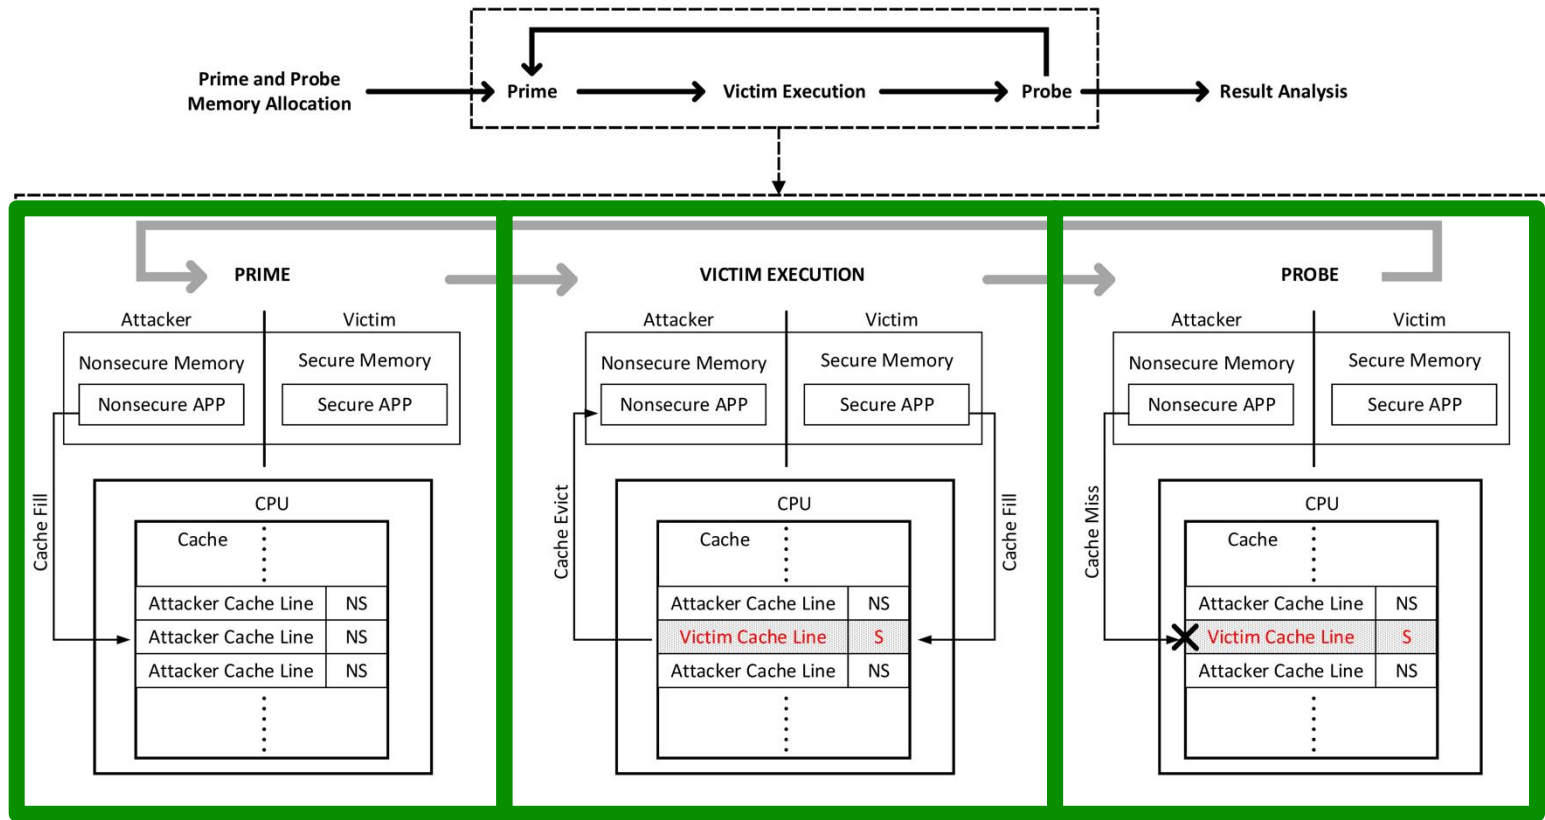 Prime and Probe
Memory Allocation
Prime
Victim Execution
Probe
Result Analysis
PRIME
Attacker
Victim
Nonsecure Memory
Secure Memory
Nonsecure APP
Secure APP
Cache Fill
CPU
Cache
Attacker Cache Line NS
Attacker Cache Line NS
Attacker Cache Line NS
VICTIM EXECUTION
Attacker
Victim
Nonsecure Memory
Secure Memory
Nonsecure APP
Secure APP
Cache Evict
Cache Fill
CPU
Cache
Attacker Cache Line NS
Victim Cache Line S
Attacker Cache Line NS
PROBE
Attacker
Victim
Nonsecure Memory
Secure Memory
Nonsecure APP
Secure APP
Cache Miss
CPU
Cache
Attacker Cache Line NS
Victim Cache Line S
Attacker Cache Line NS